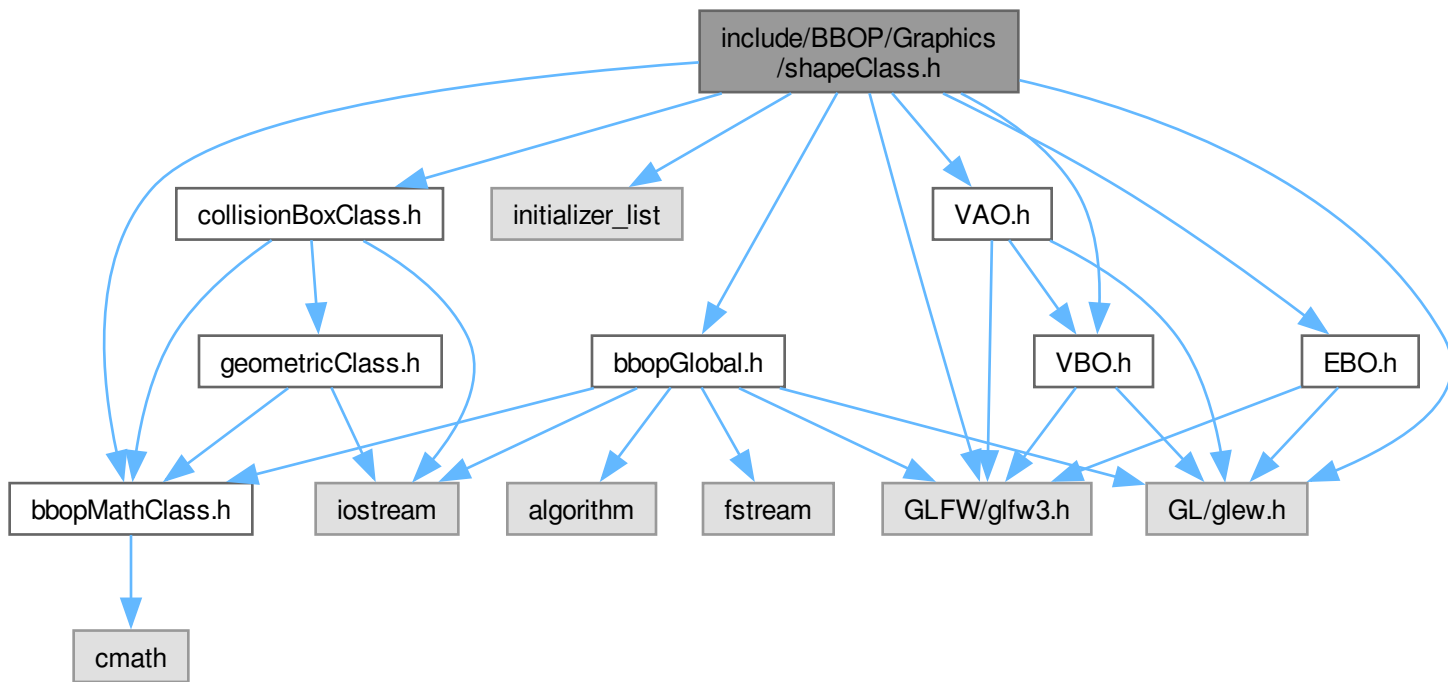 include/BBOP/Graphics
/shapeClass.h
collisionBoxClass.h
initializer_list
VAO.h
geometricClass.h
bbopGlobal.h
VBO.h
EBO.h
bbopMathClass.h
iostream
algorithm
fstream
GLFW/glfw3.h
GL/glew.h
cmath